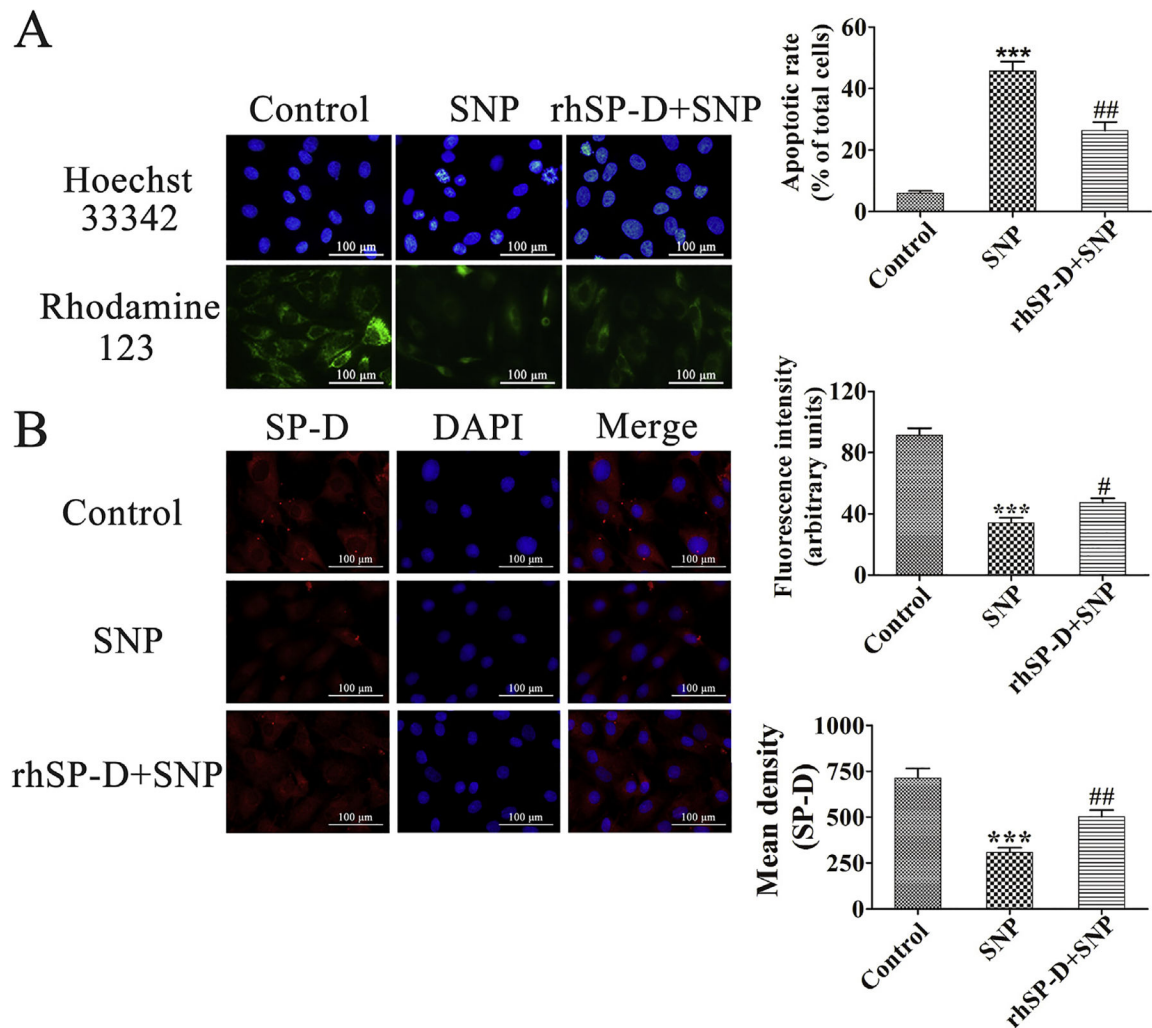 A
Control SNP rhSP-D+SNP
Hoechst
33342
100 µm 100 µm 100 µm
Rhodamine
123
100 µm 100 µm 100 µm
Apoptotic rate
(% of total cells)
60
40
20
0
***
##
Control SNP rhSP-D+SNP
B
SP-D DAPI Merge
Control
100 µm 100 µm 100 µm
SNP
100 µm 100 µm 100 µm
rhSP-D+SNP
100 µm 100 µm 100 µm
Fluorescence intensity
(arbitrary units)
120
80
40
0
***
#
Control SNP rhSP-D+SNP
Mean density
(SP-D)
1000
750
500
250
0
***
##
Control SNP rhSP-D+SNP